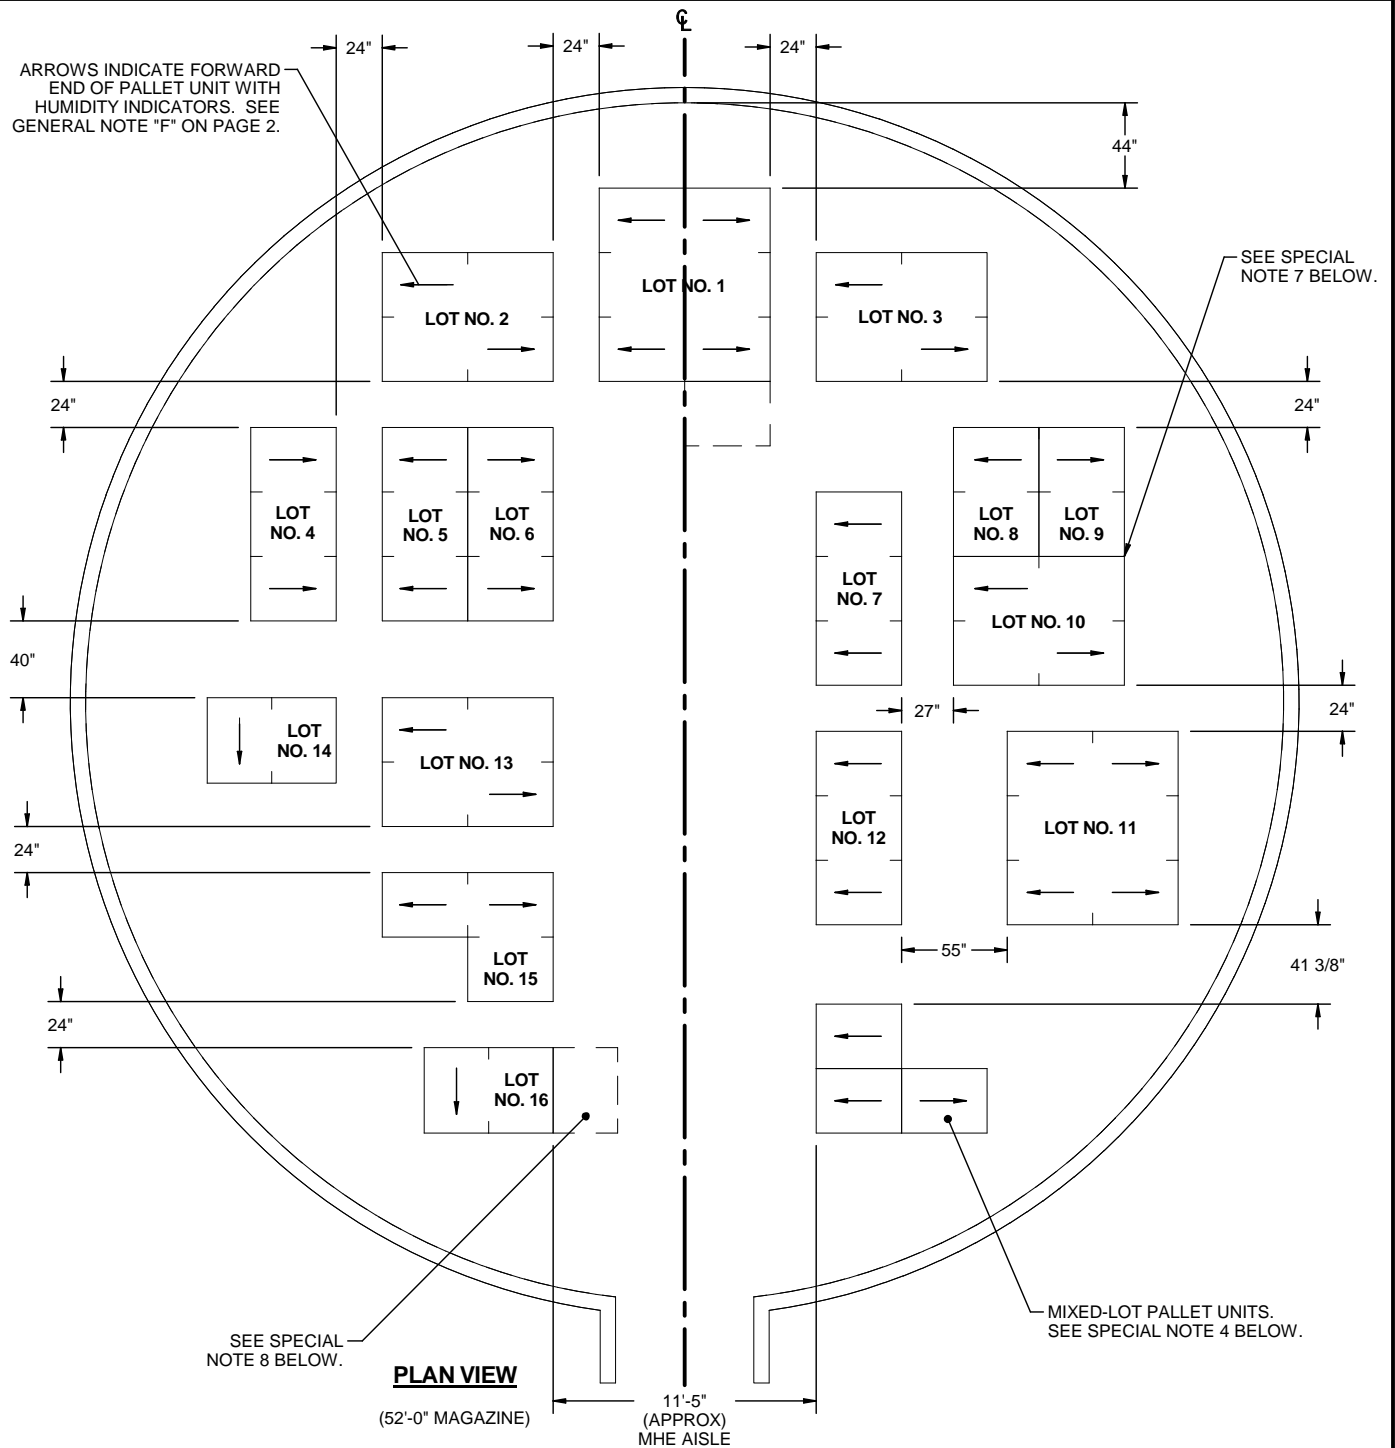 ℄
24"
24"
24"
ARROWS INDICATE FORWARD
END OF PALLET UNIT WITH
HUMIDITY INDICATORS. SEE
GENERAL NOTE "F" ON PAGE 2.
44"
SEE SPECIAL
NOTE 7 BELOW.
LOT NO. 1
LOT NO. 2
LOT NO. 3
24"
24"
LOT
NO. 4
LOT
NO. 5
LOT
NO. 6
LOT
NO. 8
LOT
NO. 9
LOT
NO. 7
LOT NO. 10
40"
27"
24"
LOT
NO. 14
LOT NO. 13
LOT
NO. 12
LOT NO. 11
24"
55"
41 3/8"
LOT
NO. 15
24"
LOT
NO. 16
SEE SPECIAL
NOTE 8 BELOW.
MIXED-LOT PALLET UNITS.
SEE SPECIAL NOTE 4 BELOW.
PLAN VIEW
(52'-0" MAGAZINE)
11'-5"
(APPROX)
MHE AISLE